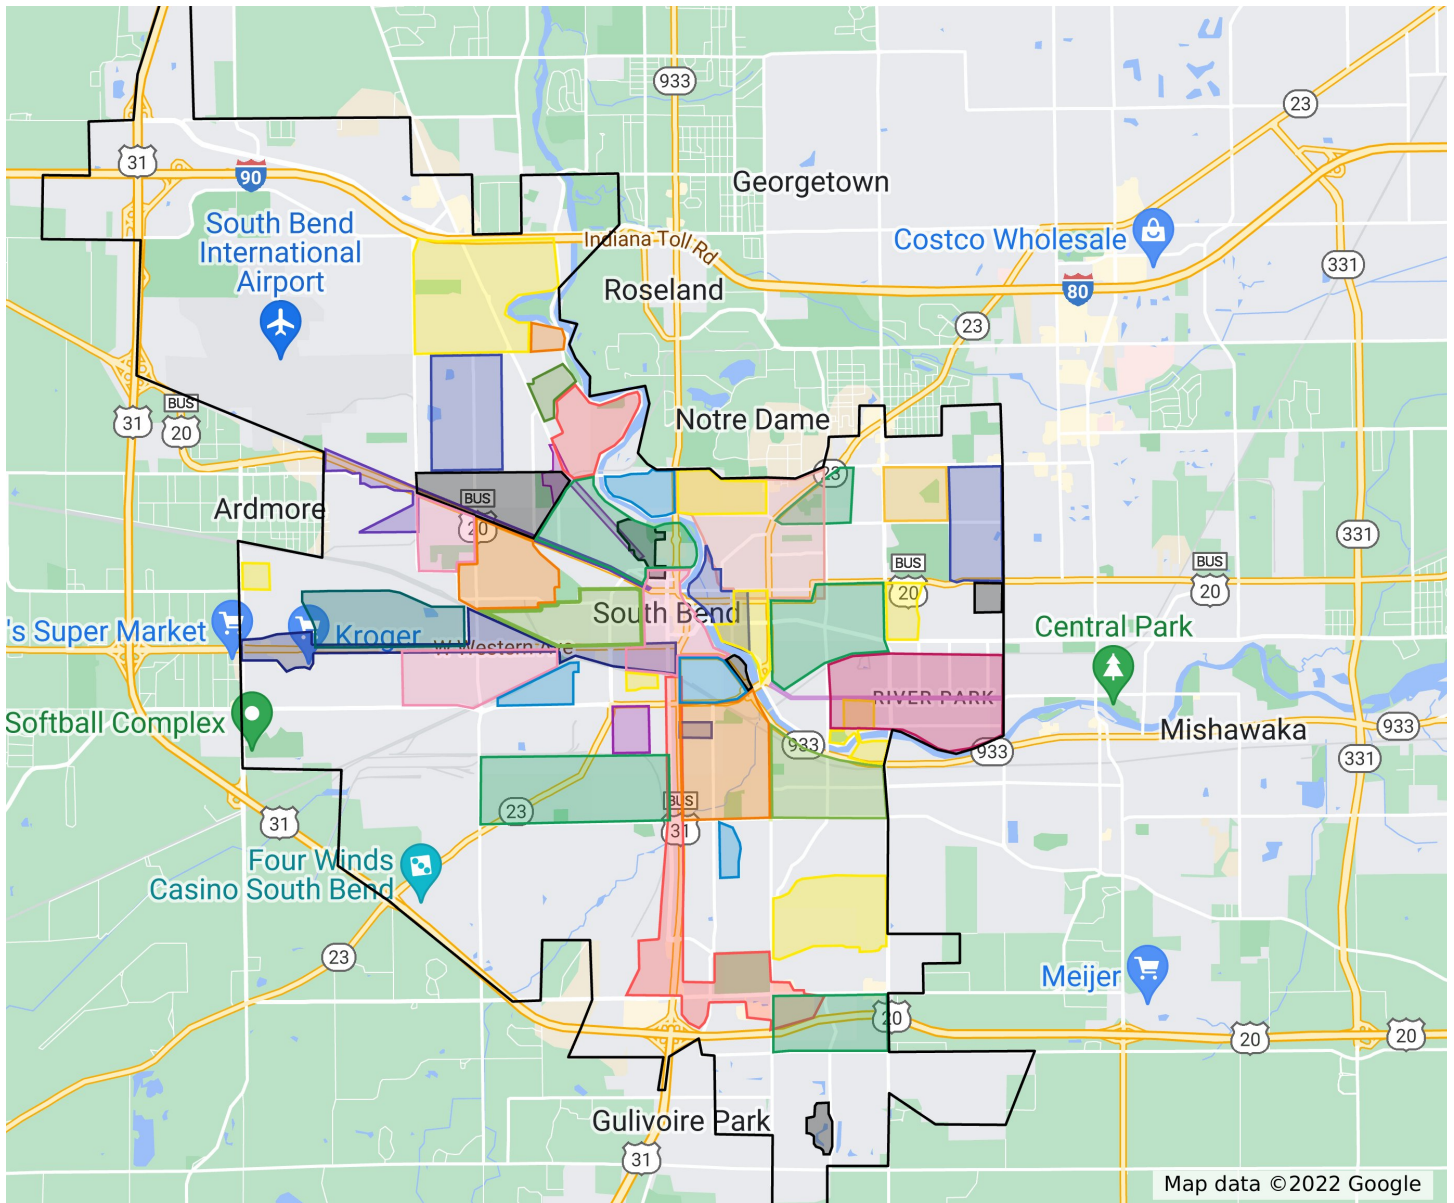 933
23
31
90
Georgetown
South Bend
International
Airport
Indiana Toll Rd
Costco Wholesale
331
80
Roseland
23
BUS
20
31
Notre Dame
23
BUS
20
Ardmore
331
BUS
20
BUS
20
's Super Market
Kroger
South Bend
W Western Ave
Central Park
RIVER PARK
Softball Complex
Mishawaka
933
933
933
331
31
23
BUS
31
Four Winds
Casino South Bend
23
Meijer
20
20
20
Gulivoire Park
31
Map data ©2022 Google